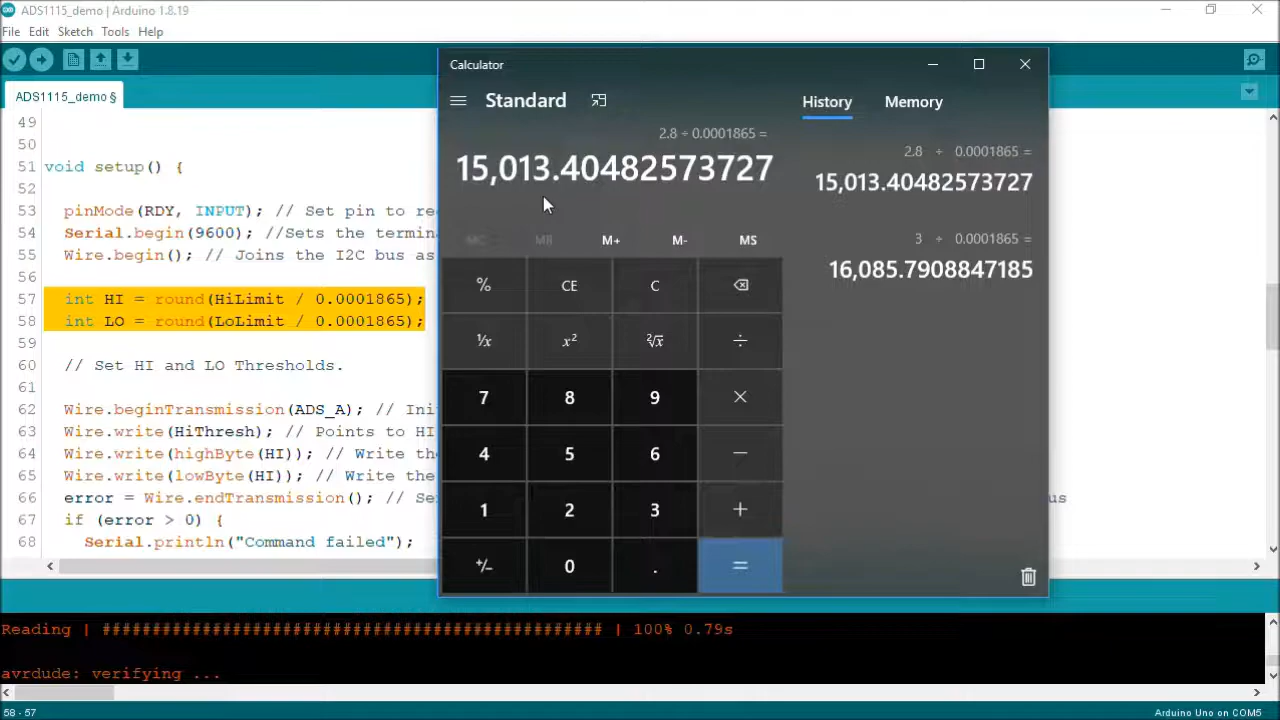 ADS1115_demo | Arduino 1.8.19
File Edit Sketch Tools Help
ADS1115_demo §
49
50
51 void setup() {
52
53 pinMode(RDY, INPUT); // Set pin to re
54 Serial.begin(9600); //Sets the termin
55 Wire.begin(); // Joins the I2C bus as
56
57 int HI = round(HiLimit / 0.0001865);
58 int LO = round(LoLimit / 0.0001865);
59
60 // Set HI and LO Thresholds.
61
62 Wire.beginTransmission(ADS_A); // Ini
63 Wire.write(HiThresh); // Points to HI
64 Wire.write(highByte(HI)); // Write the
65 Wire.write(lowByte(HI)); // Write the
66 error = Wire.endTransmission(); // Se us
67 if (error > 0) {
68 Serial.println("Command failed");
Calculator
Standard
2.8 ÷ 0.0001865 =
15,013.40482573727
MC MR M+ M- MS
% CE C
⅟x x² ²√x ÷
7 8 9 ×
4 5 6 −
1 2 3 +
+/− 0 . =
History Memory
2.8 ÷ 0.0001865 =
15,013.40482573727
3 ÷ 0.0001865 =
16,085.7908847185
Reading | ################################################## | 100% 0.79s
avrdude: verifying ...
58 - 57
Arduino Uno on COM5